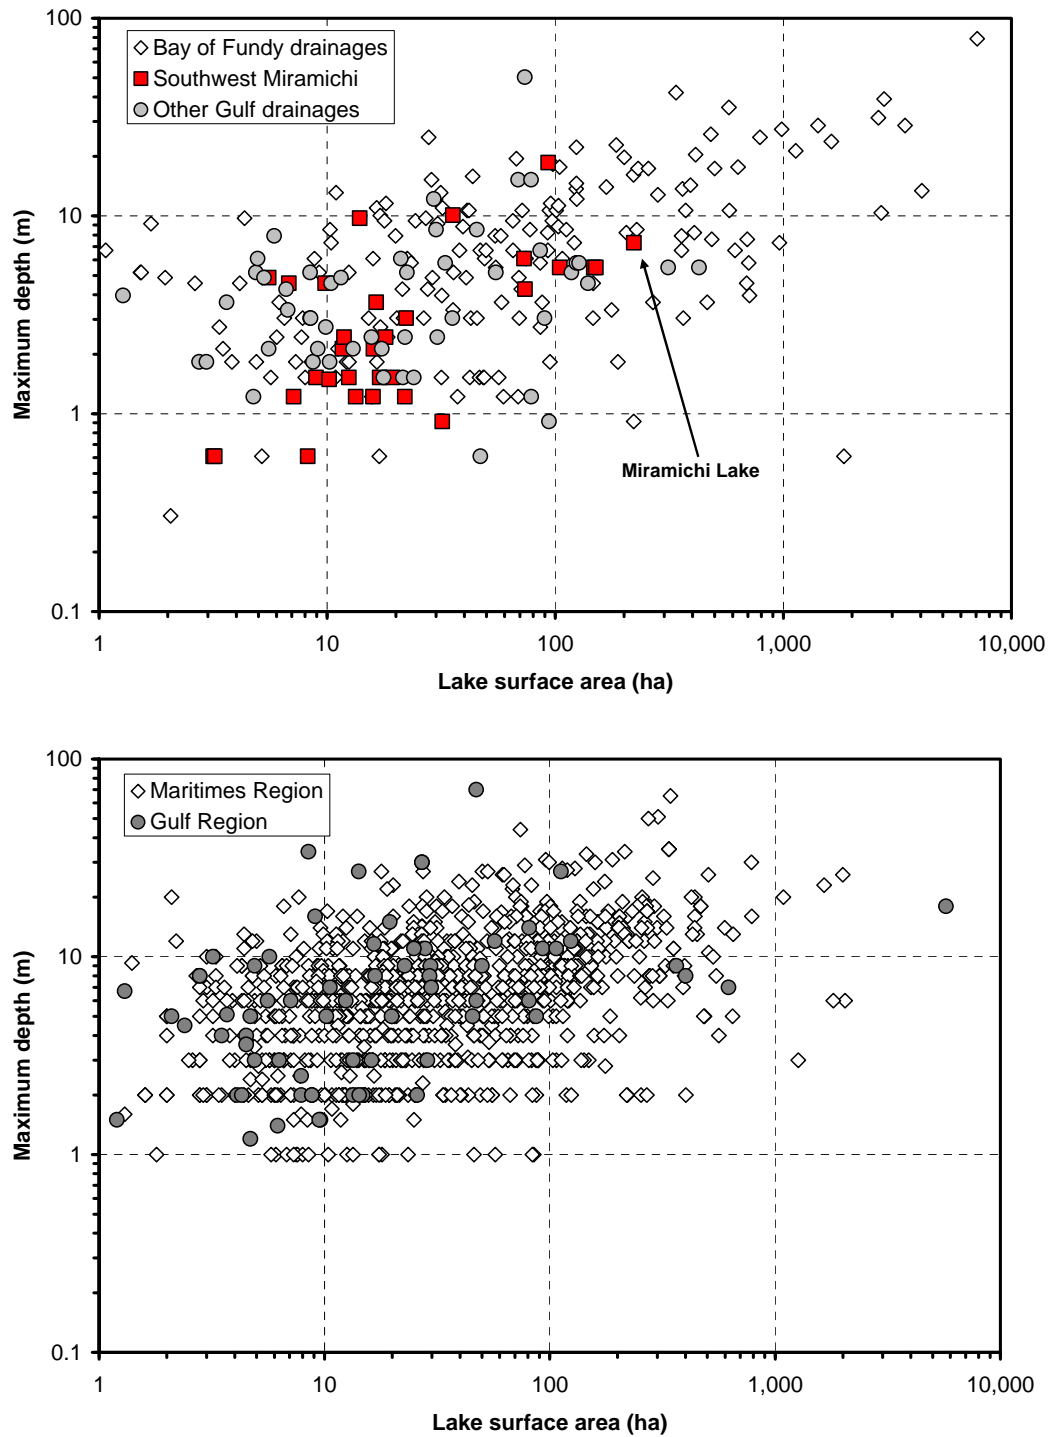 100
10
1
0.1
Maximum depth (m)
Bay of Fundy drainages
Southwest Miramichi
Other Gulf drainages
Miramichi Lake
1
10
100
1,000
10,000
Lake surface area (ha)
100
10
1
0.1
Maximum depth (m)
Maritimes Region
Gulf Region
1
10
100
1,000
10,000
Lake surface area (ha)